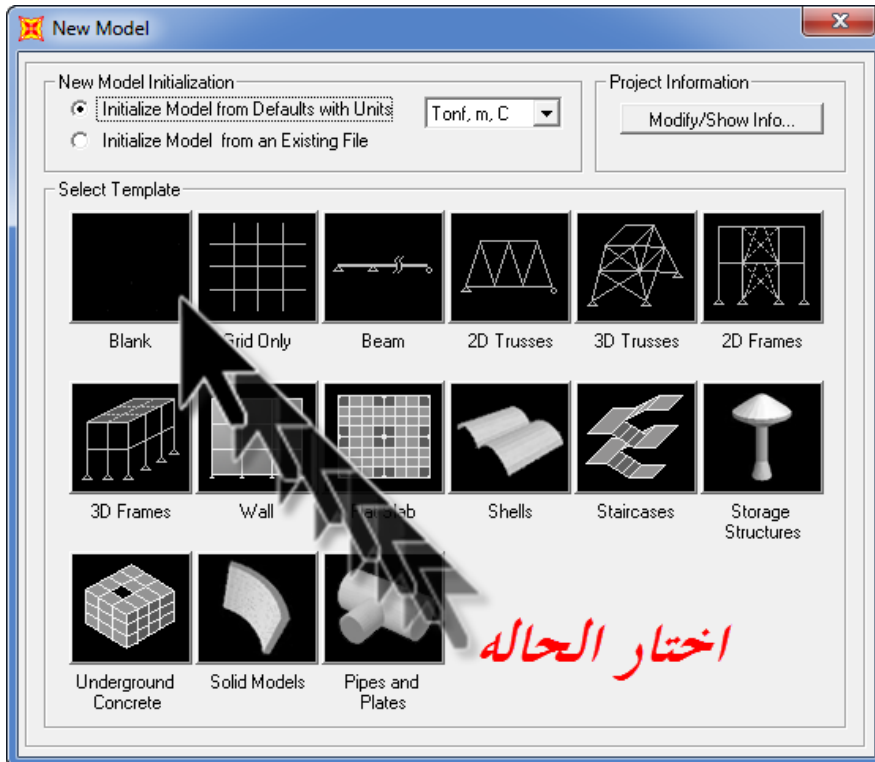 New Model
New Model Initialization
Initialize Model from Defaults with Units
Tonf, m, C
Initialize Model from an Existing File
Project Information
Modify/Show Info...
Select Template
Blank
Grid Only
Beam
2D Trusses
3D Trusses
2D Frames
3D Frames
Wall
Flat Slab
Shells
Staircases
Storage
Structures
Underground
Concrete
Solid Models
Pipes and
Plates
اختار الحاله